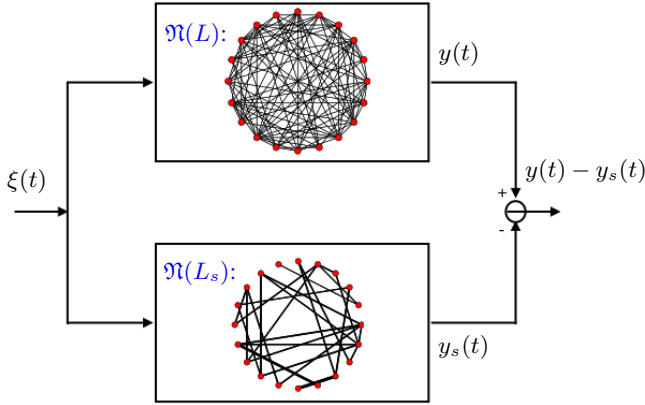 𝔑(L):
y(t)
ξ(t)
y(t) − y_s(t)
+
-
𝔑(L_s):
y_s(t)